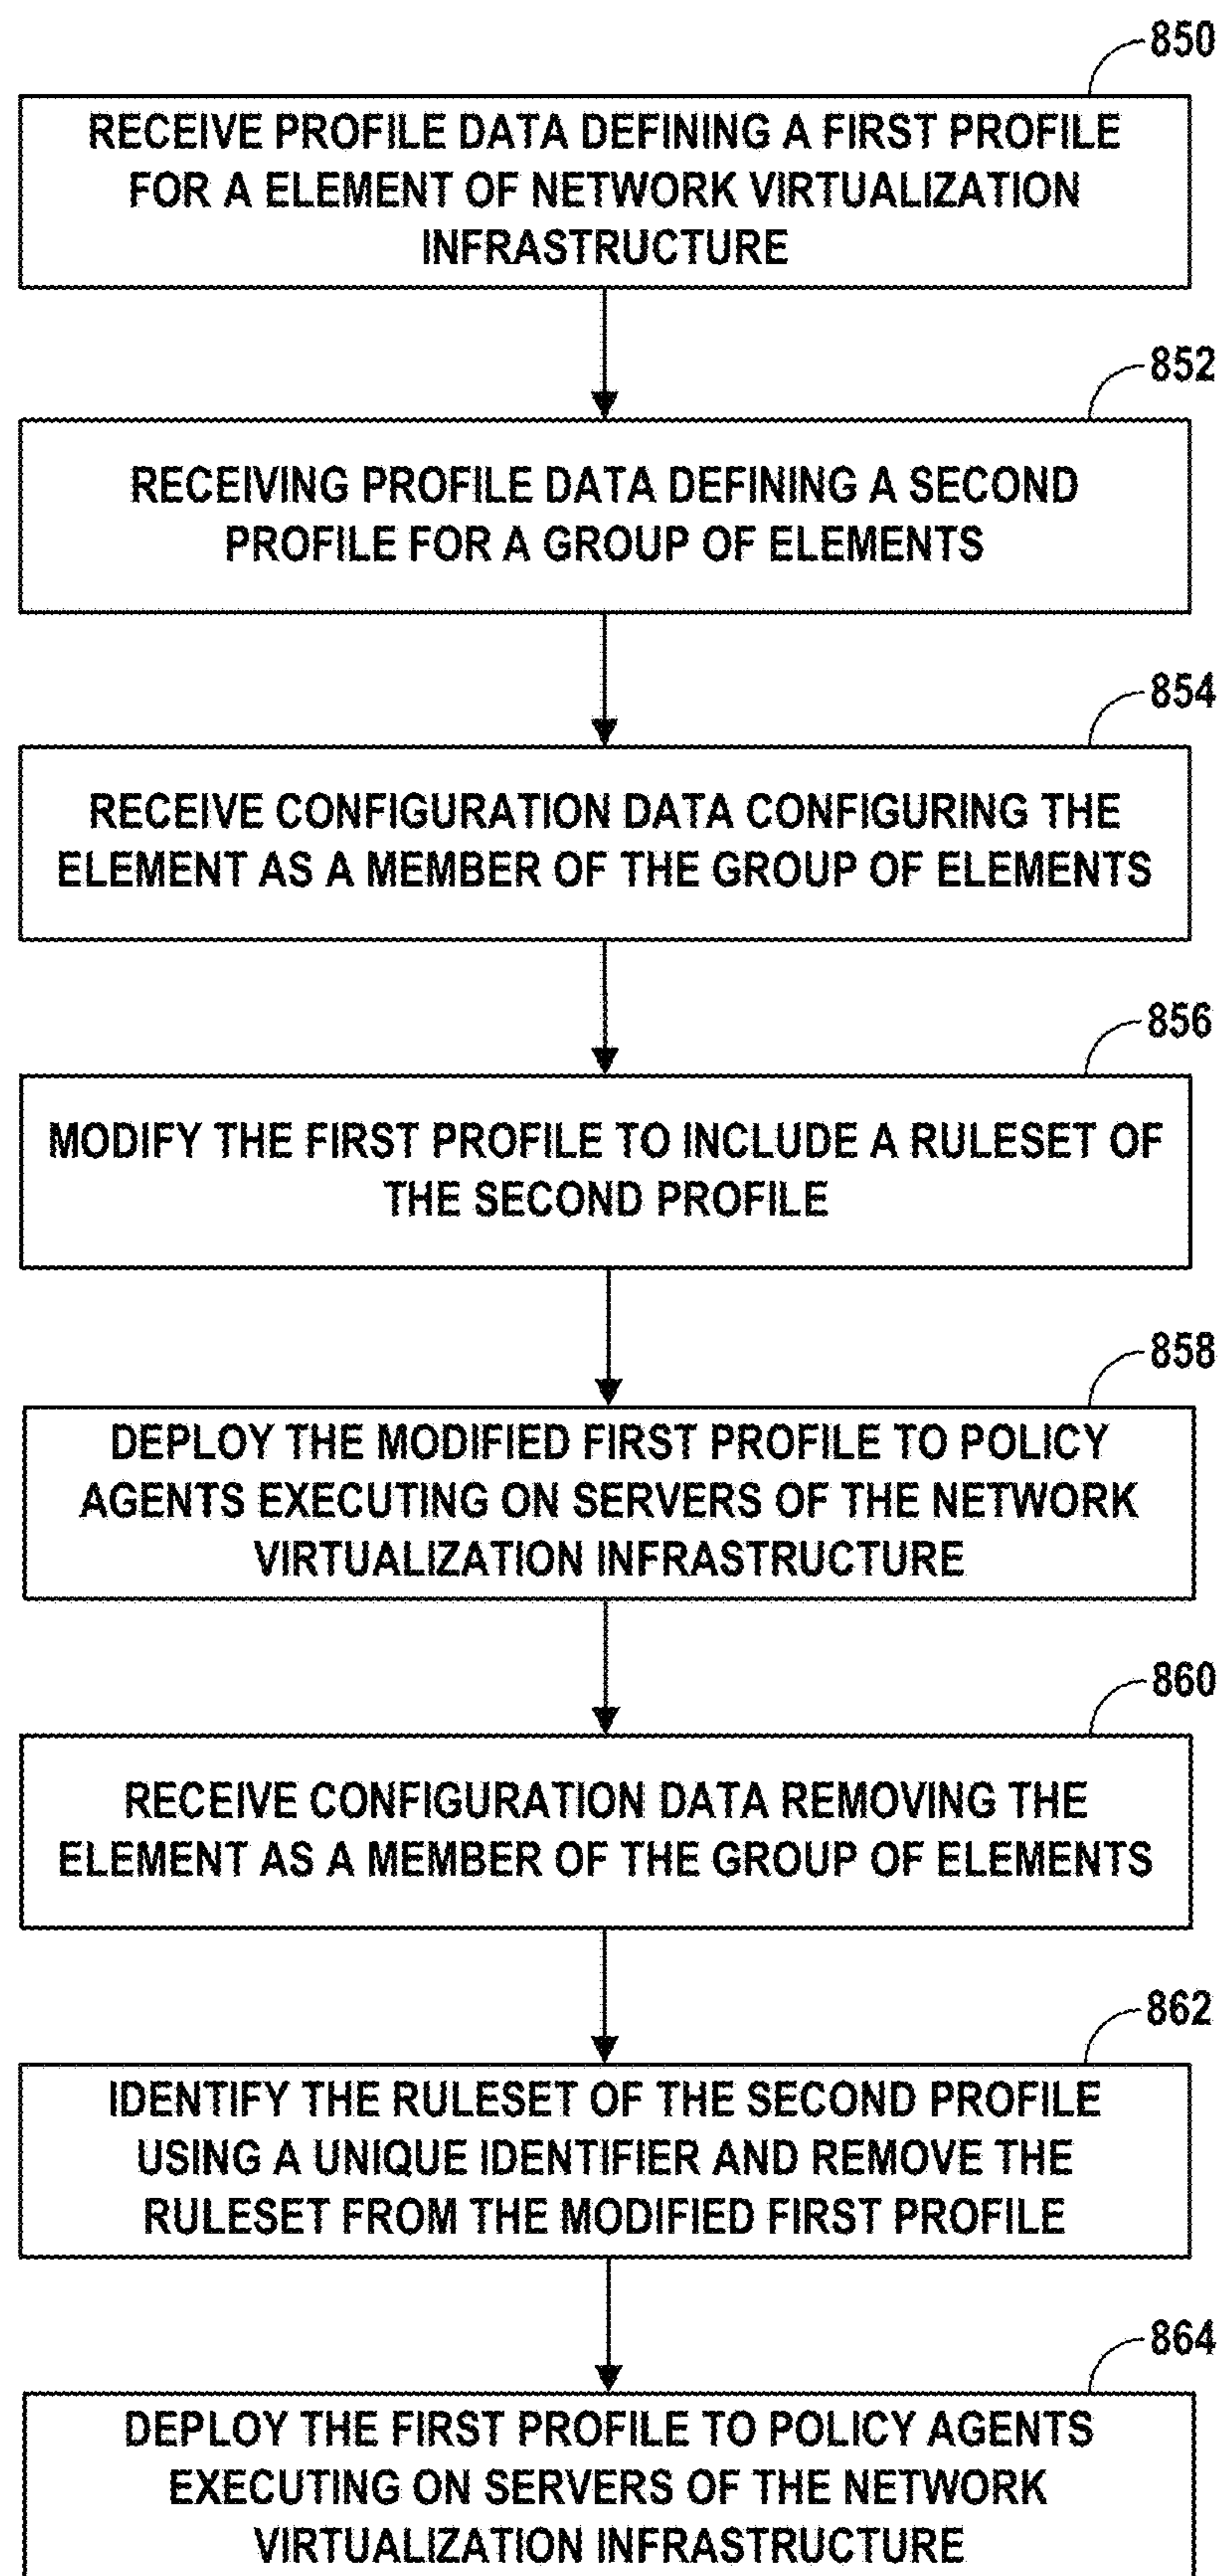 850
RECEIVE PROFILE DATA DEFINING A FIRST PROFILE
FOR A ELEMENT OF NETWORK VIRTUALIZATION
INFRASTRUCTURE
852
RECEIVING PROFILE DATA DEFINING A SECOND
PROFILE FOR A GROUP OF ELEMENTS
854
RECEIVE CONFIGURATION DATA CONFIGURING THE
ELEMENT AS A MEMBER OF THE GROUP OF ELEMENTS
856
MODIFY THE FIRST PROFILE TO INCLUDE A RULESET OF
THE SECOND PROFILE
858
DEPLOY THE MODIFIED FIRST PROFILE TO POLICY
AGENTS EXECUTING ON SERVERS OF THE NETWORK
VIRTUALIZATION INFRASTRUCTURE
860
RECEIVE CONFIGURATION DATA REMOVING THE
ELEMENT AS A MEMBER OF THE GROUP OF ELEMENTS
862
IDENTIFY THE RULESET OF THE SECOND PROFILE
USING A UNIQUE IDENTIFIER AND REMOVE THE
RULESET FROM THE MODIFIED FIRST PROFILE
864
DEPLOY THE FIRST PROFILE TO POLICY AGENTS
EXECUTING ON SERVERS OF THE NETWORK
VIRTUALIZATION INFRASTRUCTURE